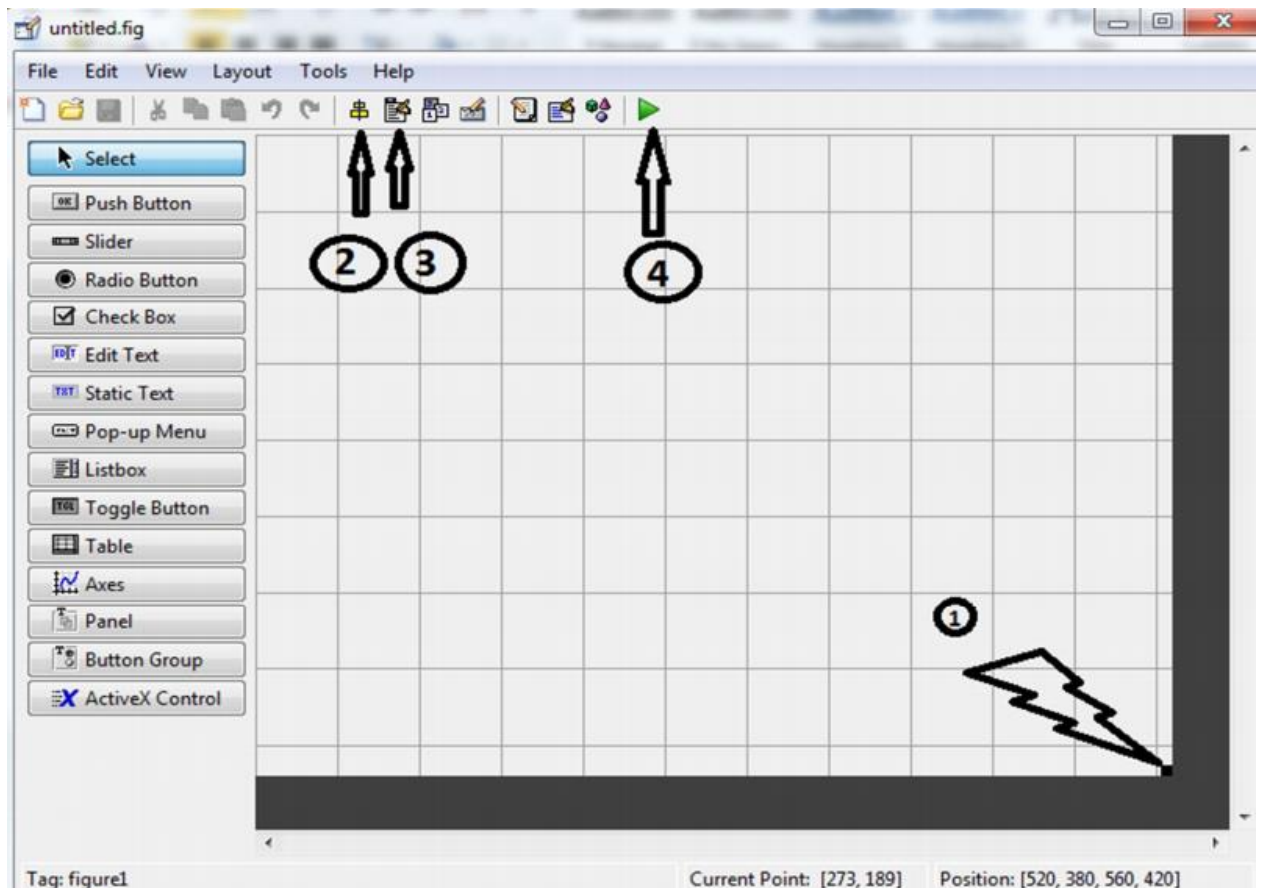 untitled.fig
File Edit View Layout Tools Help
Select
Push Button
Slider
Radio Button
Check Box
Edit Text
Static Text
Pop-up Menu
Listbox
Toggle Button
Table
Axes
Panel
Button Group
ActiveX Control
2 3 4
1
Tag: figure1 Current Point: [273, 189] Position: [520, 380, 560, 420]